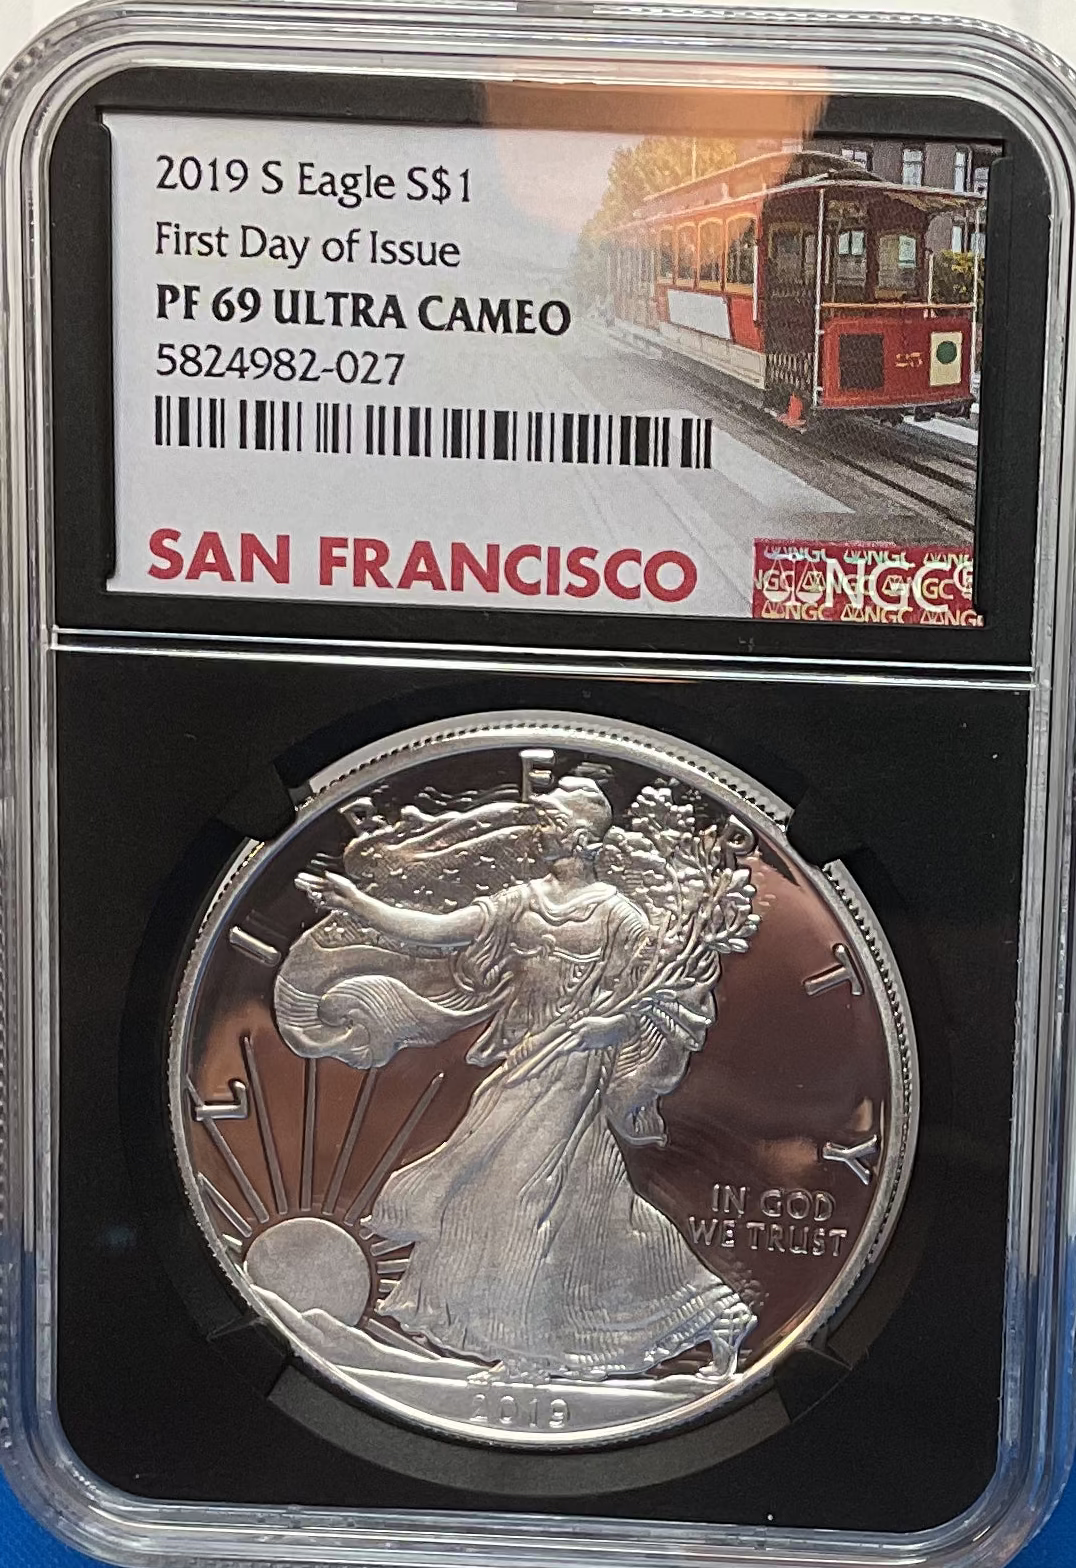 2019 S Eagle S$1
First Day of Issue
PF 69 ULTRA CAMEO
5824982-027
SAN FRANCISCO
NGC
LIBERTY
IN GOD
WE TRUST
2019